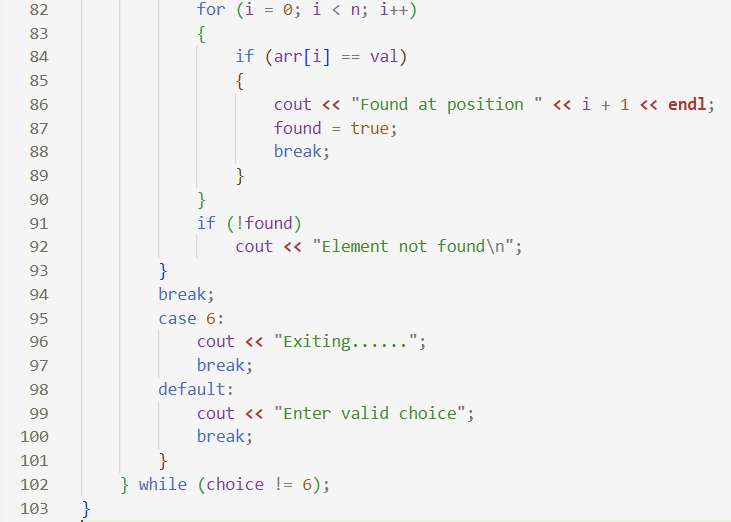 82 for (i = 0; i < n; i++)
83 {
84 if (arr[i] == val)
85 {
86 cout << "Found at position " << i + 1 << endl;
87 found = true;
88 break;
89 }
90 }
91 if (!found)
92 cout << "Element not found\n";
93 }
94 break;
95 case 6:
96 cout << "Exiting......";
97 break;
98 default:
99 cout << "Enter valid choice";
100 break;
101 }
102 } while (choice != 6);
103 }